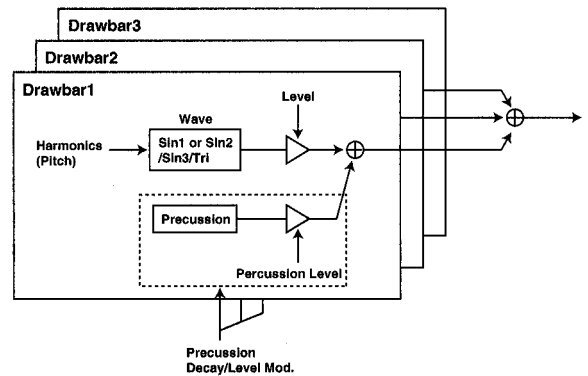 Drawbar3
Drawbar2
Drawbar1
Level
Wave
Harmonics
(Pitch)
Sin1 or Sin2
/Sin3/Tri
Precussion
Percussion Level
Precussion
Decay/Level Mod.